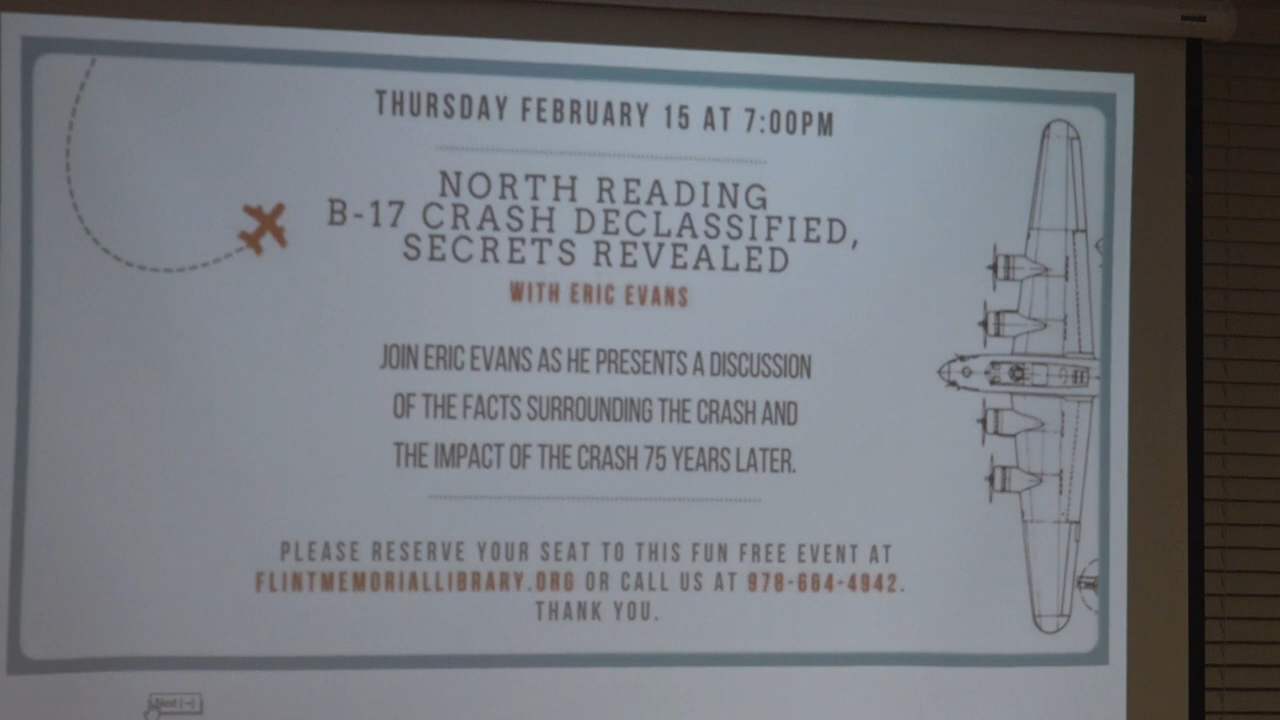 THURSDAY FEBRUARY 15 AT 7:00PM
NORTH READING
B-17 CRASH DECLASSIFIED,
SECRETS REVEALED
WITH ERIC EVANS
JOIN ERIC EVANS AS HE PRESENTS A DISCUSSION
OF THE FACTS SURROUNDING THE CRASH AND
THE IMPACT OF THE CRASH 75 YEARS LATER.
PLEASE RESERVE YOUR SEAT TO THIS FUN FREE EVENT AT
FLINTMEMORIALLIBRARY.ORG OR CALL US AT 978-664-4942.
THANK YOU.
Next (→)